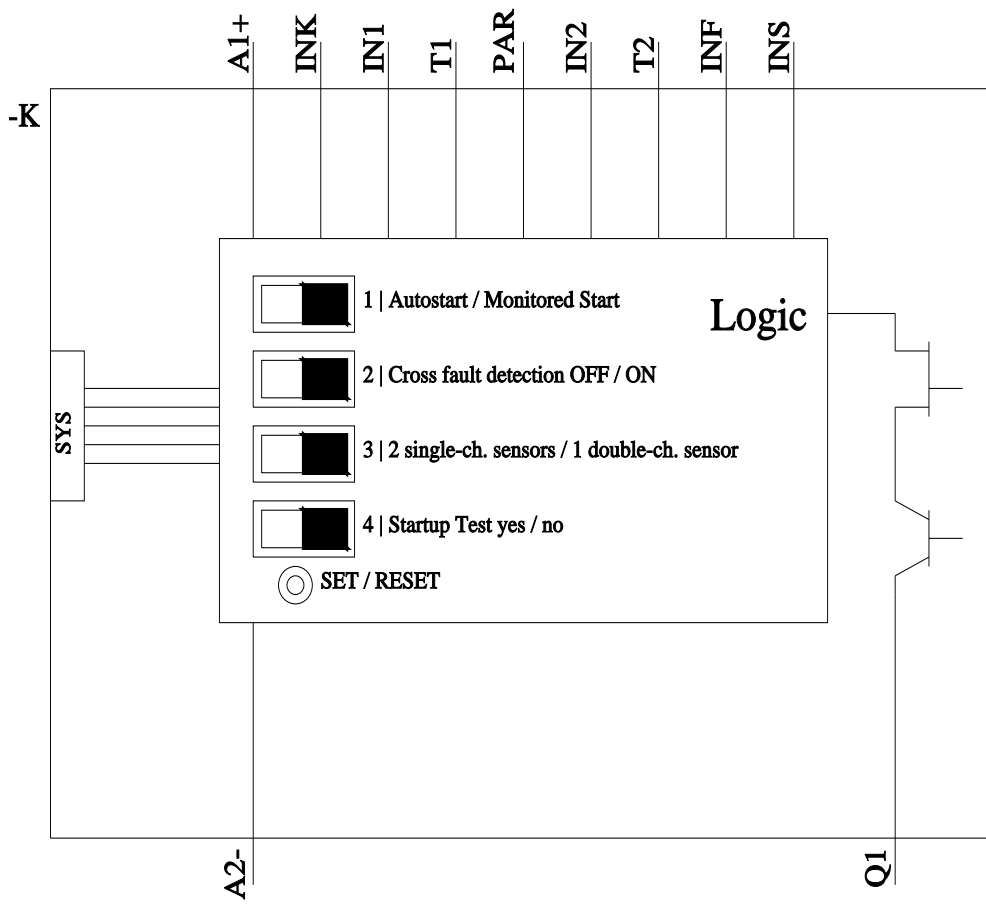 A1+
INK
IN1
T1
PAR
IN2
T2
INF
INS
-K
1 | Autostart / Monitored Start
Logic
2 | Cross fault detection OFF / ON
SYS
3 | 2 single-ch. sensors / 1 double-ch. sensor
4 | Startup Test yes / no
SET / RESET
A2-
Q1